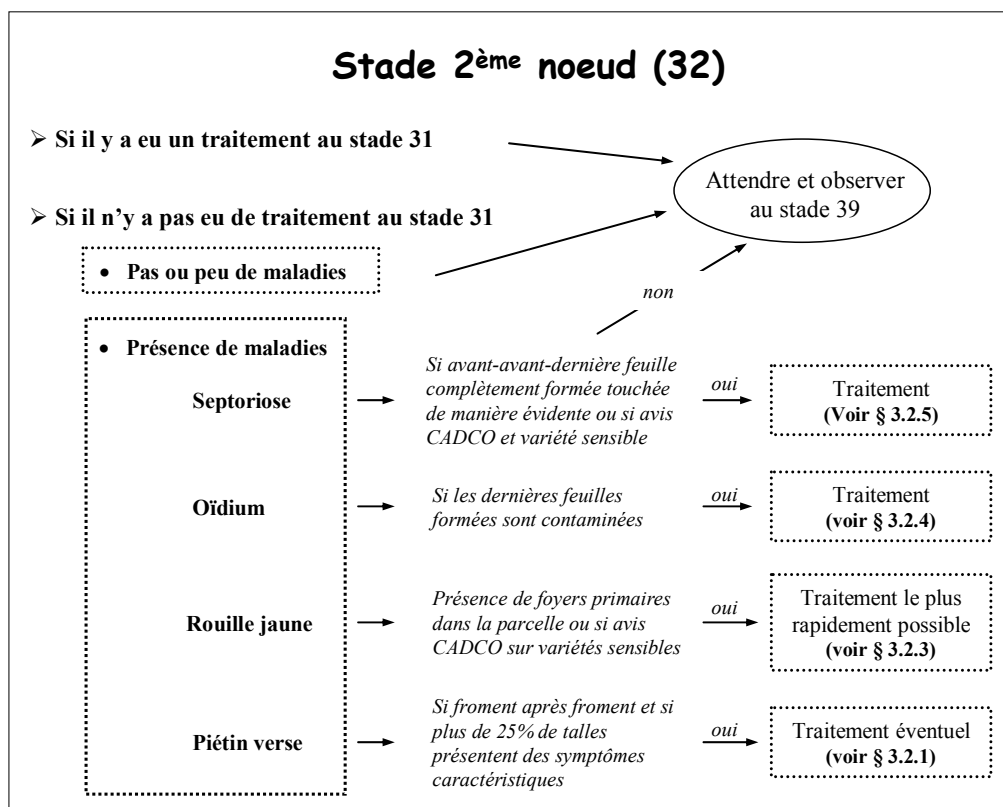 Stade 2ème noeud (32)
➢ Si il y a eu un traitement au stade 31
Attendre et observer
au stade 39
➢ Si il n'y a pas eu de traitement au stade 31
• Pas ou peu de maladies
non
• Présence de maladies
Septoriose
Si avant-avant-dernière feuille
complètement formée touchée
de manière évidente ou si avis
CADCO et variété sensible
oui
Traitement
(Voir § 3.2.5)
Oïdium
Si les dernières feuilles
formées sont contaminées
oui
Traitement
(voir § 3.2.4)
Rouille jaune
Présence de foyers primaires
dans la parcelle ou si avis
CADCO sur variétés sensibles
oui
Traitement le plus
rapidement possible
(voir § 3.2.3)
Piétin verse
Si froment après froment et si
plus de 25% de talles
présentent des symptômes
caractéristiques
oui
Traitement éventuel
(voir § 3.2.1)